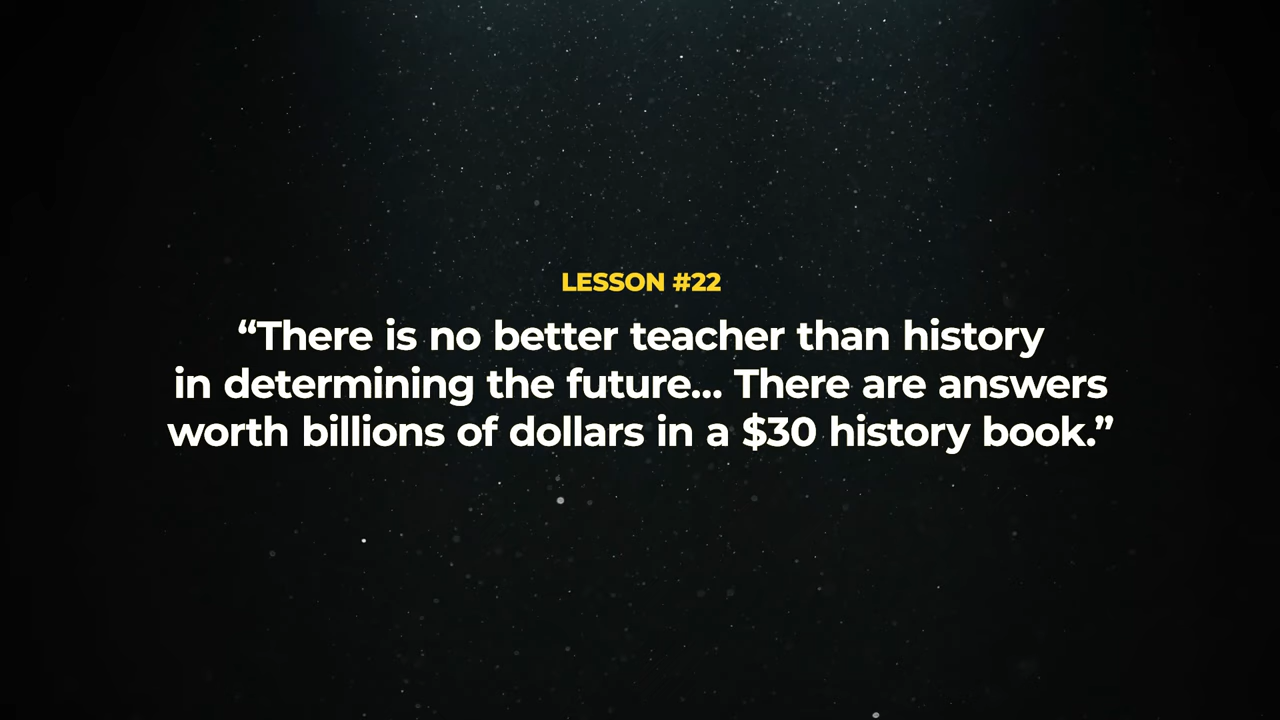 LESSON #22
“There is no better teacher than history
in determining the future... There are answers
worth billions of dollars in a $30 history book.”